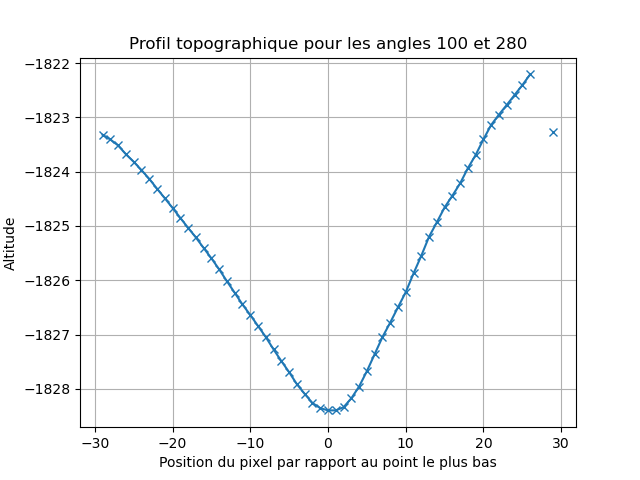 Profil topographique pour les angles 100 et 280
−1822
−1823
−1824
−1825
−1826
−1827
−1828
Altitude
−30 −20 −10 0 10 20 30
Position du pixel par rapport au point le plus bas